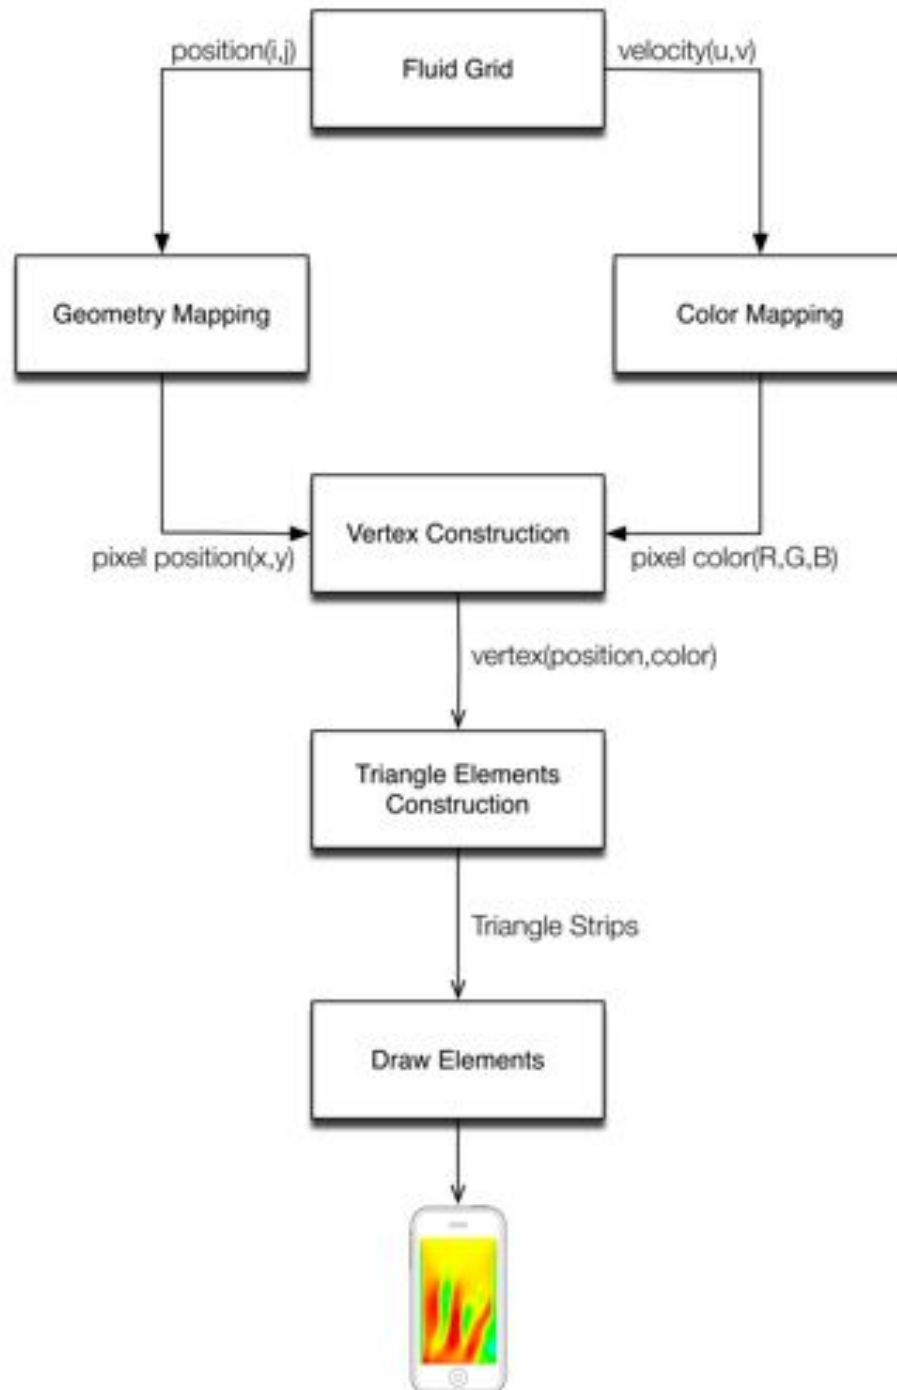 position(i,j)
Fluid Grid
velocity(u,v)
Geometry Mapping
Color Mapping
Vertex Construction
pixel position(x,y)
pixel color(R,G,B)
vertex(position,color)
Triangle Elements
Construction
Triangle Strips
Draw Elements